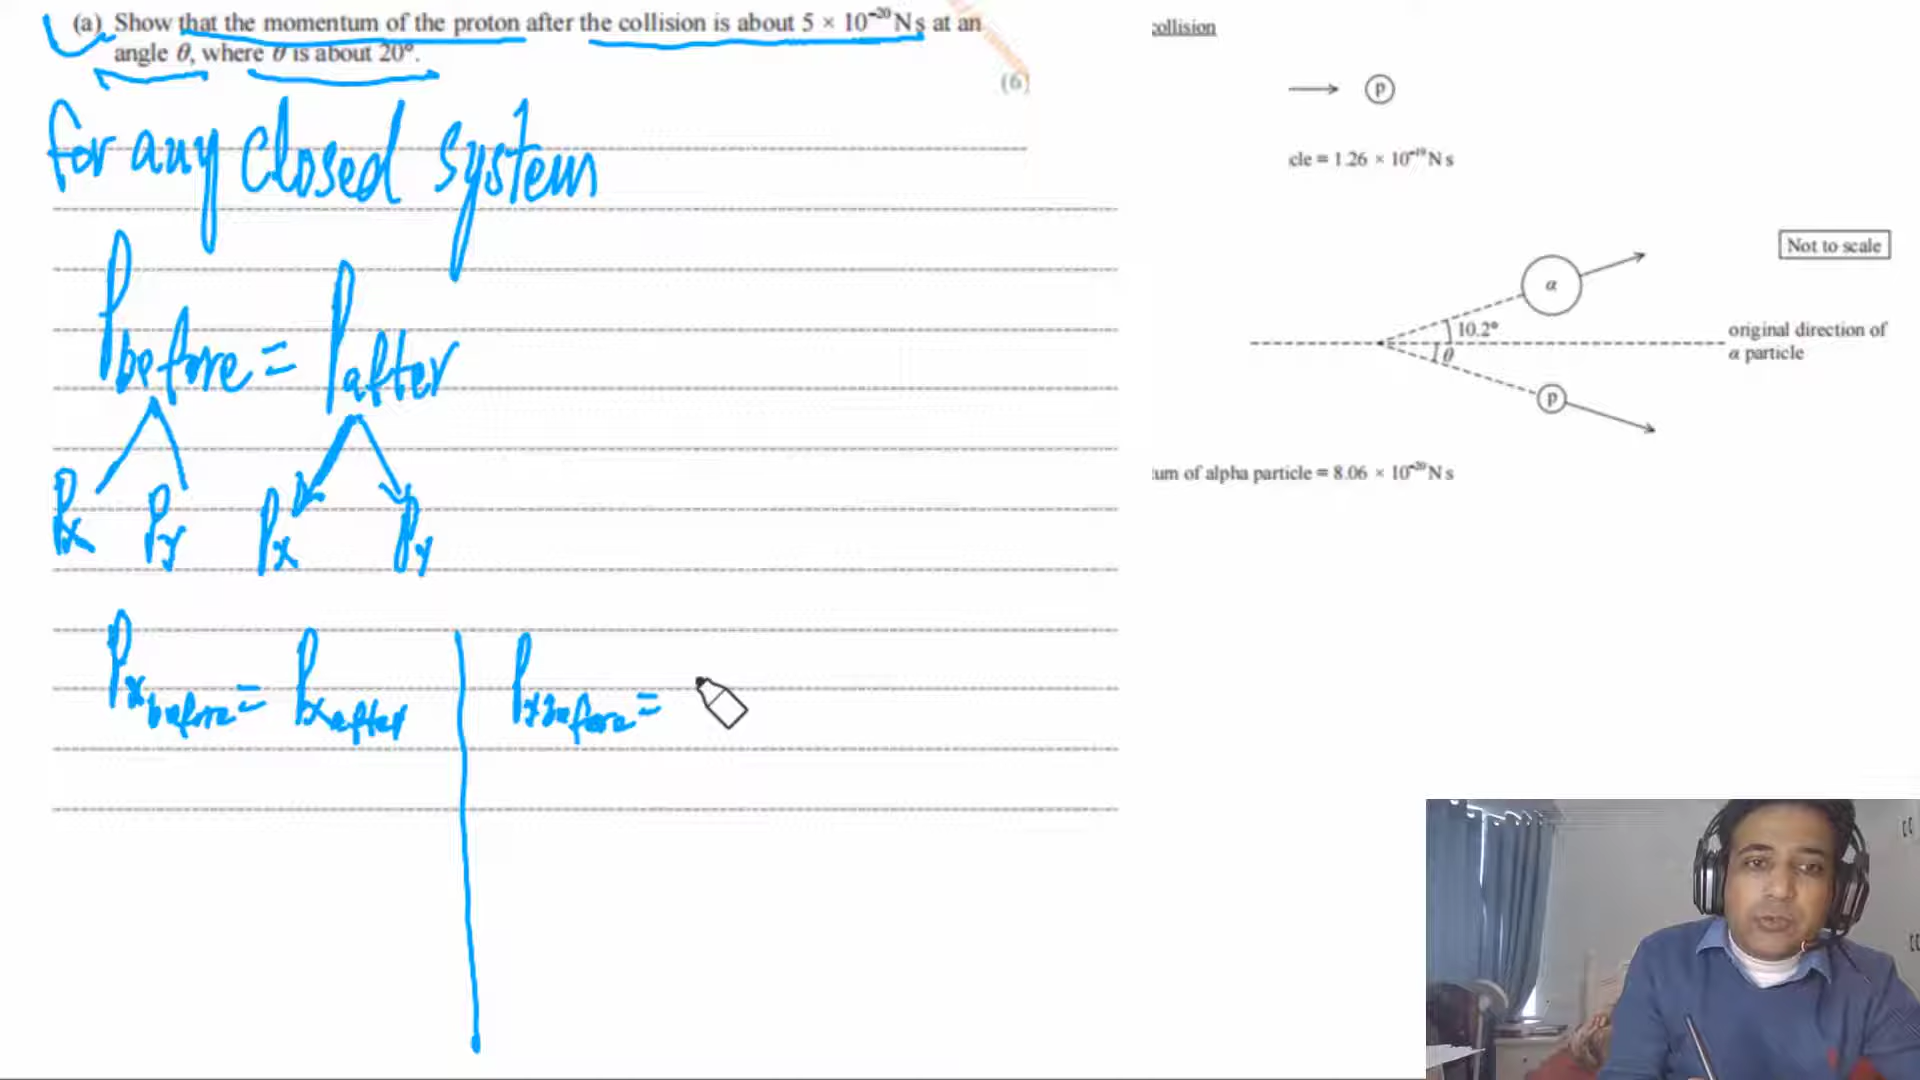 (a) Show that the momentum of the proton after the collision is about 5 × 10⁻²⁰ N s at an
angle θ, where θ is about 20°.
(6)
for any closed system
Pbefore = Pafter
Px Py Px Py
Pxbefore = Pxafter
PyBefore =
collision
p
cle = 1.26 × 10⁻¹⁹ N s
Not to scale
α
10.2°
θ
original direction of
α particle
p
tum of alpha particle = 8.06 × 10⁻²⁰ N s